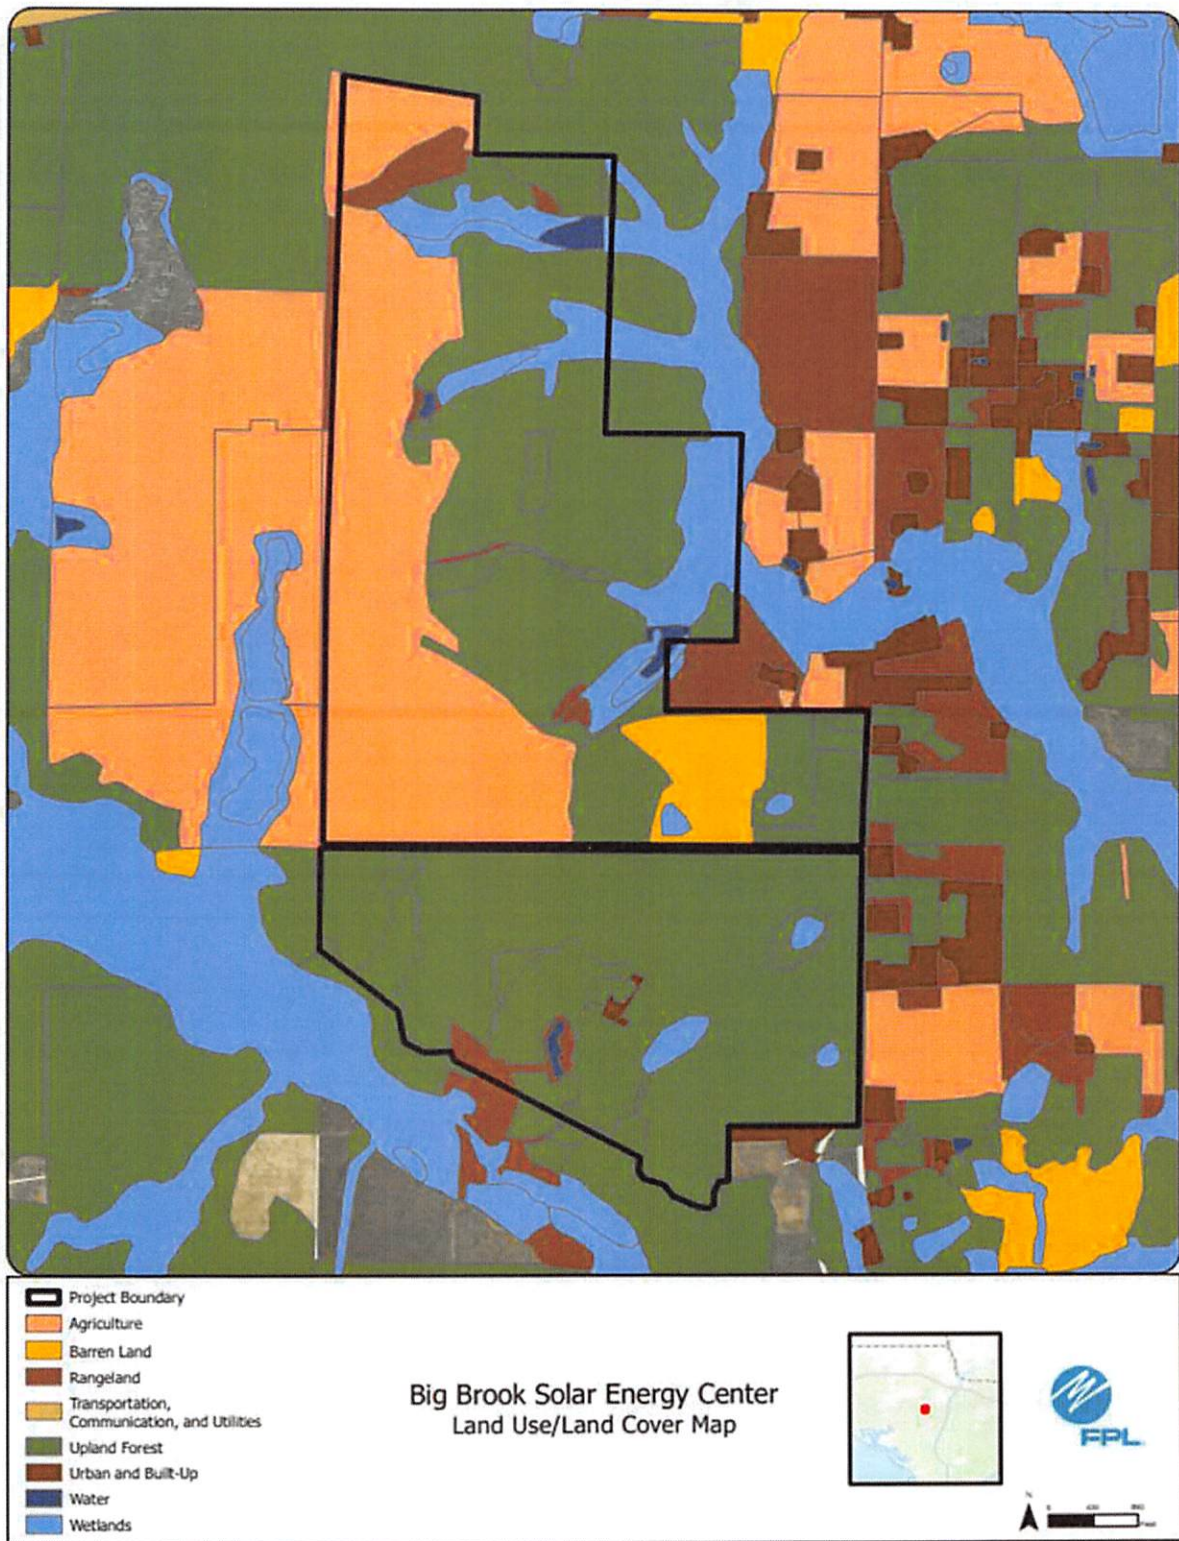 Project Boundary
Agriculture
Barren Land
Rangeland
Transportation,
Communication, and Utilities
Upland Forest
Urban and Built-Up
Water
Wetlands
Big Brook Solar Energy Center
Land Use/Land Cover Map
FPL
N